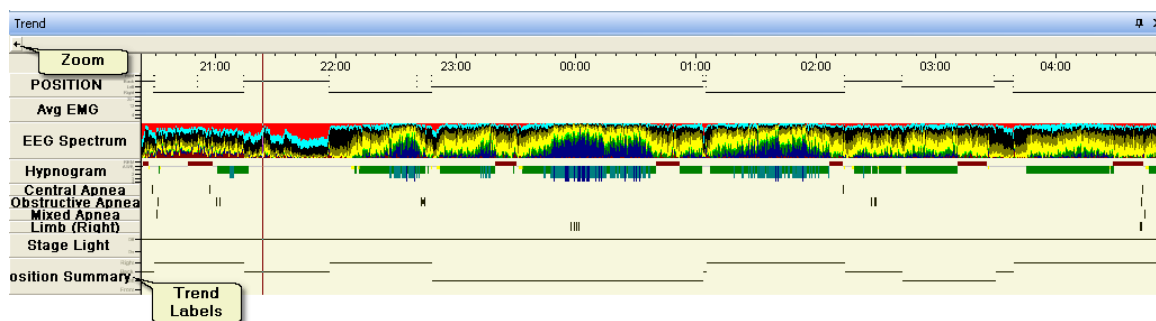 Trend
Zoom
21:00 22:00 23:00 00:00 01:00 02:00 03:00 04:00
POSITION
Avg EMG
EEG Spectrum
Hypnogram
Central Apnea
Obstructive Apnea
Mixed Apnea
Limb (Right)
Stage Light
osition Summary
Trend
Labels